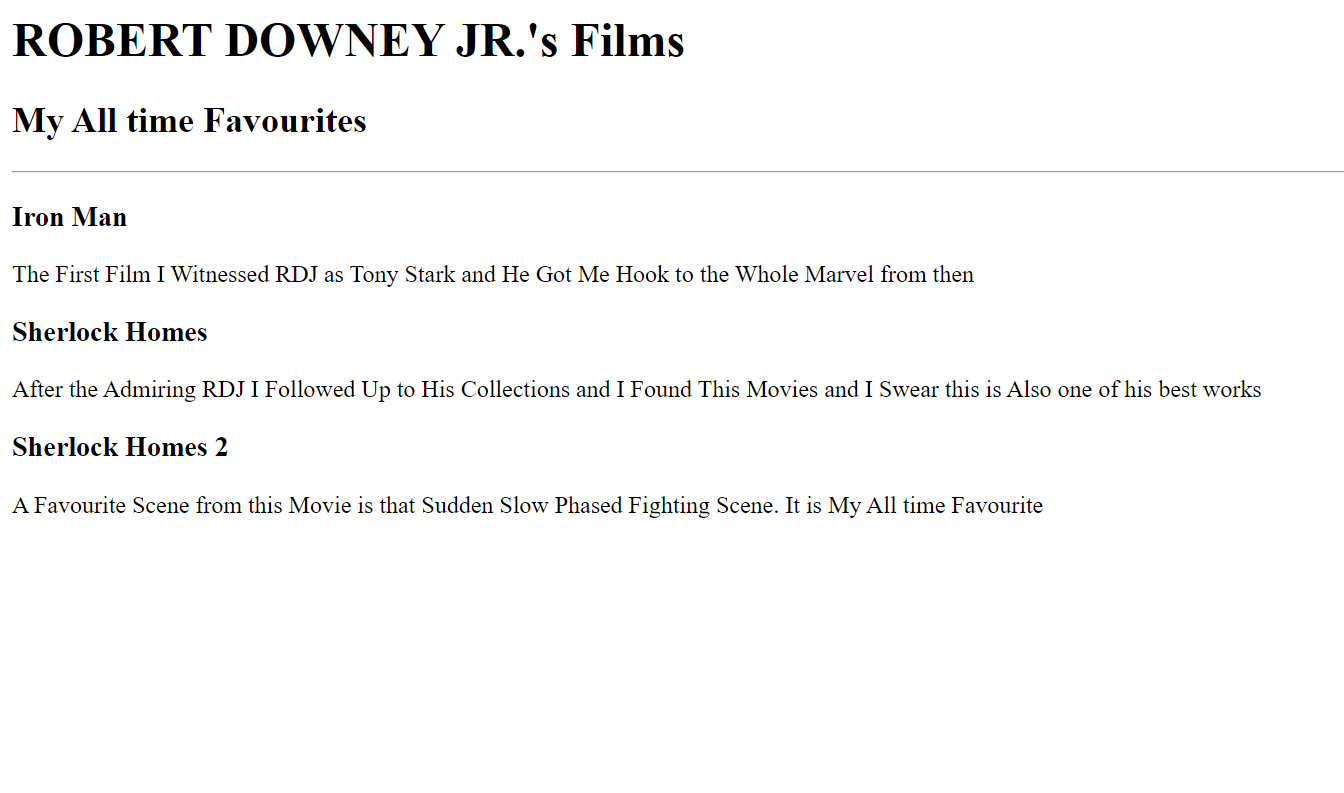 ROBERT DOWNEY JR.'s Films
My All time Favourites
Iron Man
The First Film I Witnessed RDJ as Tony Stark and He Got Me Hook to the Whole Marvel from then
Sherlock Homes
After the Admiring RDJ I Followed Up to His Collections and I Found This Movies and I Swear this is Also one of his best works
Sherlock Homes 2
A Favourite Scene from this Movie is that Sudden Slow Phased Fighting Scene. It is My All time Favourite